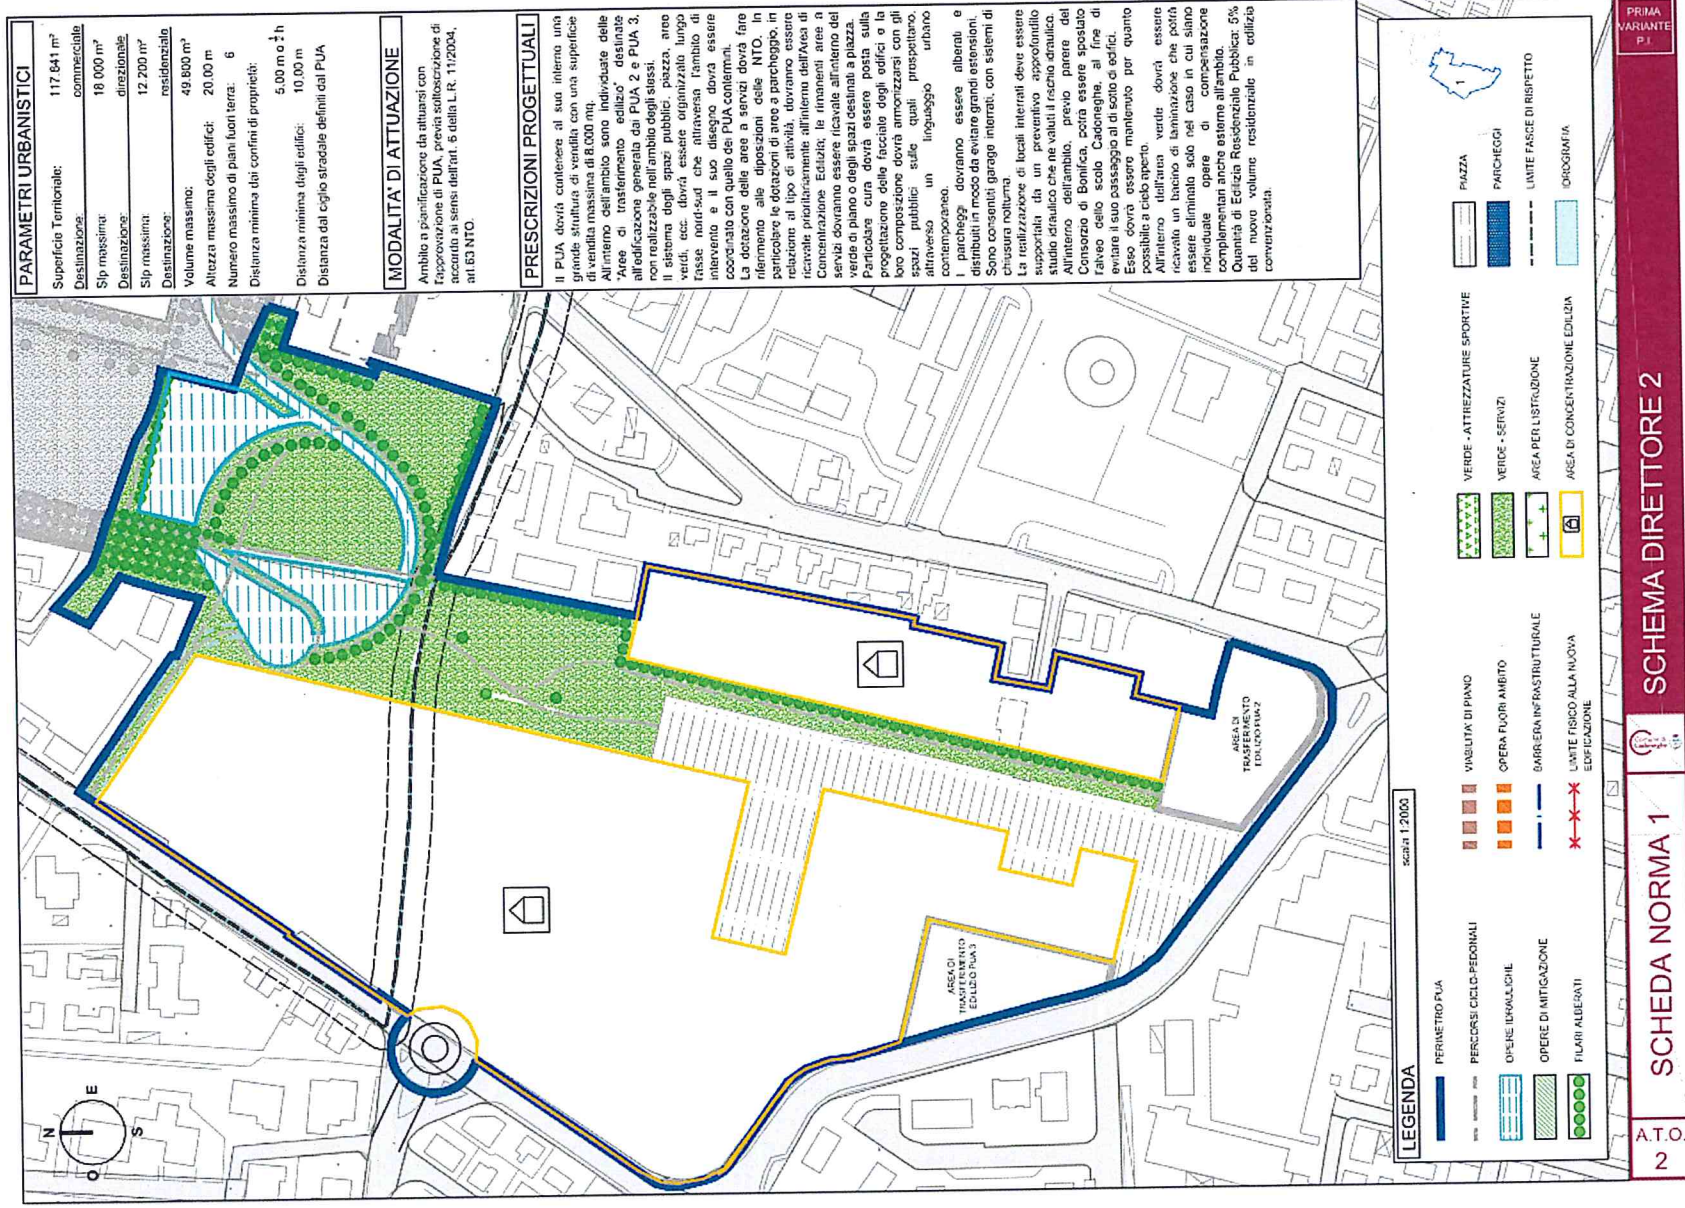 PARAMETRI URBANISTICI
Superficie Territoriale: 117.641 m²
Destinazione: commerciale
Slp massima: 18 000 m²
Destinazione: direzionale
Slp massima: 12 200 m²
Destinazione: residenziale
Volume massimo: 49.800 m³
Altezza massima degli edifici: 20.00 m
Numero massimo di piani fuori terra: 6
Distanza minima dai confini di proprietà:
5.00 m o ½ h
Distanza minima dagli edifici: 10,00 m
Distanza dal ciglio stradale definiti dal PUA
MODALITA' DI ATTUAZIONE
Ambito a pianificazione da attuarsi con
l'approvazione di PUA, previa sottoscrizione di
accordo ai sensi dell'art. 6 della L.R. 11/2004,
art.63 NTO.
PRESCRIZIONI PROGETTUALI
Il PUA dovrà contenere al suo interno una
grande struttura di vendita con una superficie
di vendita massima di 8.000 mq.
All'interno dell'ambito sono individuate delle
"Aree di trasferimento edilizio" destinate
all'edificazione generata dai PUA 2 e PUA 3,
non realizzabile nell'ambito degli stessi.
Il sistema degli spazi pubblici, piazza, aree
verdi, ecc. dovrà essere organizzato lungo
l'asse nord-sud che attraversa l'ambito di
intervento e il suo disegno dovrà essere
coordinato con quello dei PUA contermini.
La dotazione delle aree a servizi dovrà fare
riferimento alle diposizioni delle NTO. In
particolare le dotazioni di aree a parcheggio, in
relazione al tipo di attività, dovranno essere
ricavate prioritariamente all'interno dell'Area di
Concentrazione Edilizia; le rimanenti aree a
servizi dovranno essere ricavate all'interno del
verde di piano o degli spazi destinati a piazza.
Particolare cura dovrà essere posta sulla
progettazione delle facciate degli edifici e la
loro composizione dovrà armonizzarsi con gli
spazi pubblici sulle quali prospettano,
attraverso un linguaggio urbano
contemporaneo.
I parcheggi dovranno essere alberati e
distribuiti in modo da evitare grandi estensioni.
Sono consentiti garage interrati, con sistemi di
chiusura notturna.
La realizzazione di locali interrati deve essere
supportata da un preventivo approfondito
studio idraulico che ne valuti il rischio idraulico.
All'interno dell'ambito, previo parere del
Consorzio di Bonifica, potrà essere spostato
l'alveo dello scolo Cadoneghe, al fine di
evitare il suo passaggio al di sotto di edifici.
Esso dovrà essere mantenuto per quanto
possibile a cielo aperto.
All'interno dell'area verde dovrà essere
ricavato un bacino di laminazione che potrà
essere eliminato solo nel caso in cui siano
individuate opere di compensazione
complementari anche esterne all'ambito.
Quantità di Edilizia Residenziale Pubblica: 5%
del nuovo volume residenziale in edilizia
convenzionata.
N
E
S
O
AREA DI
TRASFERIMENTO
EDILIZIO PUA 2
AREA DI
TRASFERIMENTO
EDILIZIO PUA 3
LEGENDA
scala 1:2000
PERIMETRO PUA
PERCORSI CICLO-PEDONALI
OPERE IDRAULICHE
OPERE DI MITIGAZIONE
FILARI ALBERATI
VIABILITA' DI PIANO
OPERA FUORI AMBITO
BARRIERA INFRASTRUTTURALE
LIMITE FISICO ALLA NUOVA
EDIFICAZIONE
VERDE - ATTREZZATURE SPORTIVE
VERDE - SERVIZI
AREA PER L'ISTRUZIONE
AREA DI CONCENTRAZIONE EDILIZIA
PIAZZA
PARCHEGGI
LIMITE FASCE DI RISPETTO
IDROGRAFIA
1
A.T.O.
2
SCHEDA NORMA 1
Comune di
Cadoneghe
SCHEMA DIRETTORE 2
PRIMA
VARIANTE
P.I.